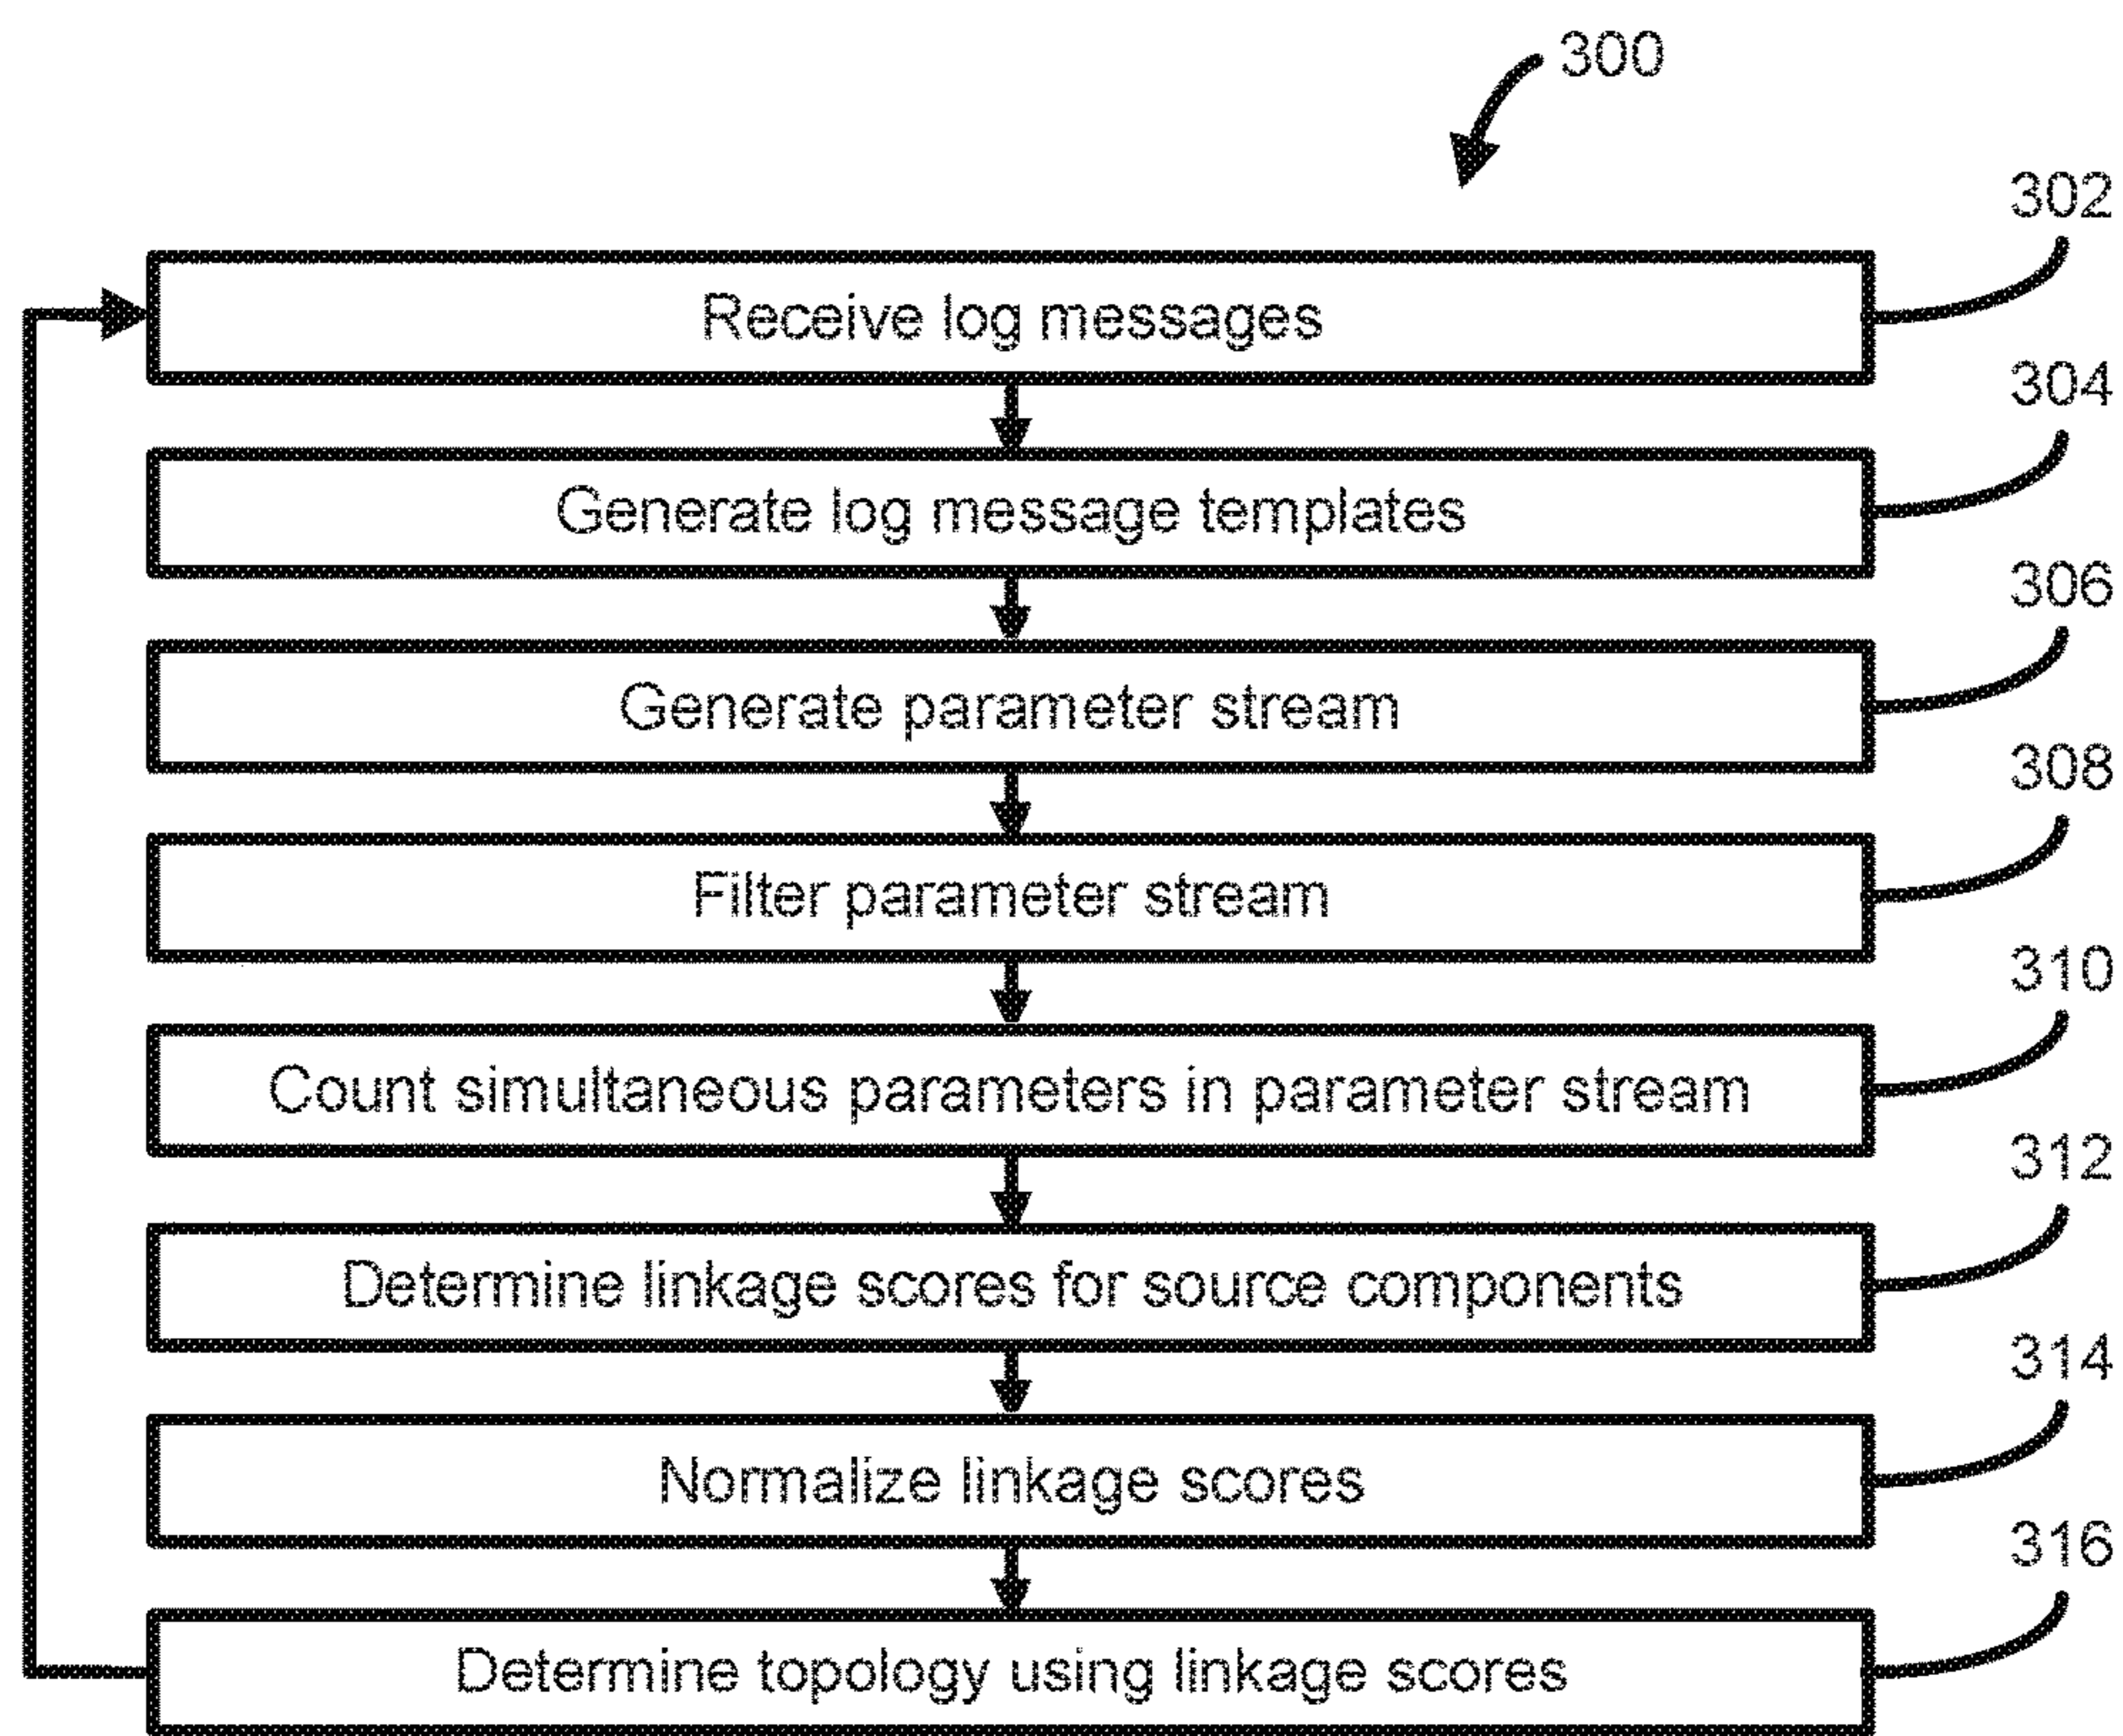 300
302
Receive log messages
304
Generate log message templates
306
Generate parameter stream
308
Filter parameter stream
310
Count simultaneous parameters in parameter stream
312
Determine linkage scores for source components
314
Normalize linkage scores
316
Determine topology using linkage scores